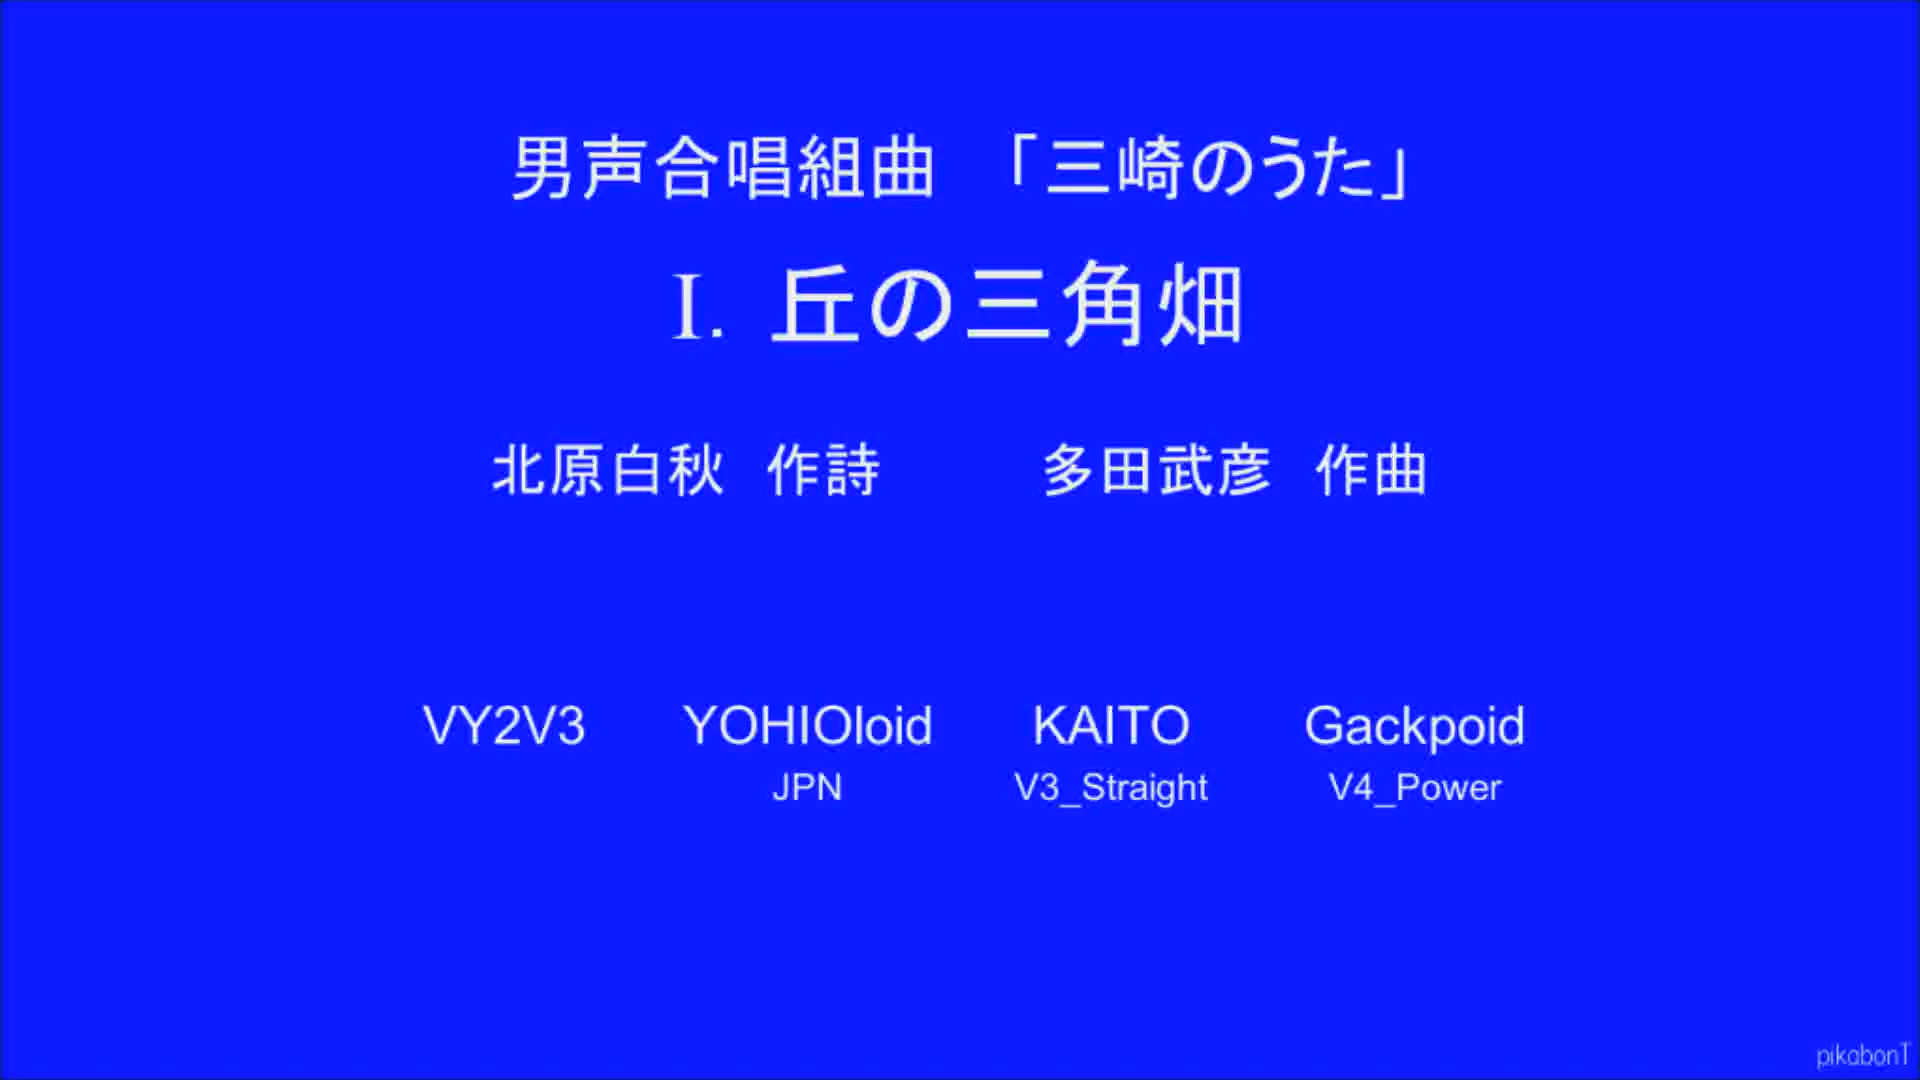 男声合唱組曲　「三崎のうた」
I. 丘の三角畑
北原白秋　作詩　　多田武彦　作曲
VY2V3 YOHIOloid KAITO Gackpoid
JPN V3_Straight V4_Power
pikabonT